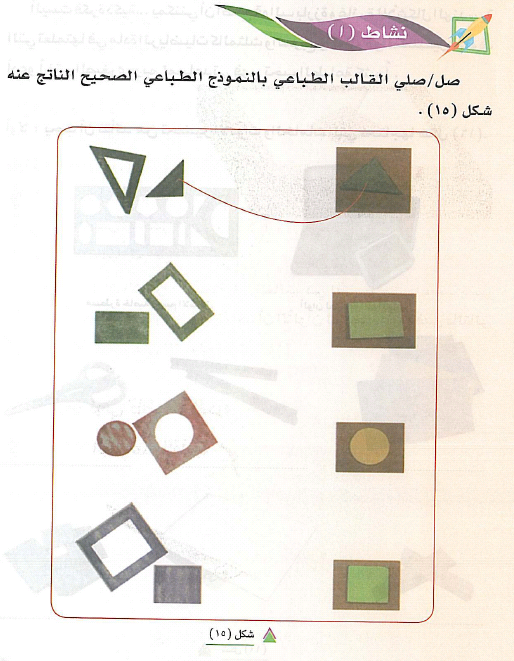 نشاط (١)
صل/صلي القالب الطباعي بالنموذج الطباعي الصحيح الناتج عنه
شكل (١٥) .
شكل (١٥)